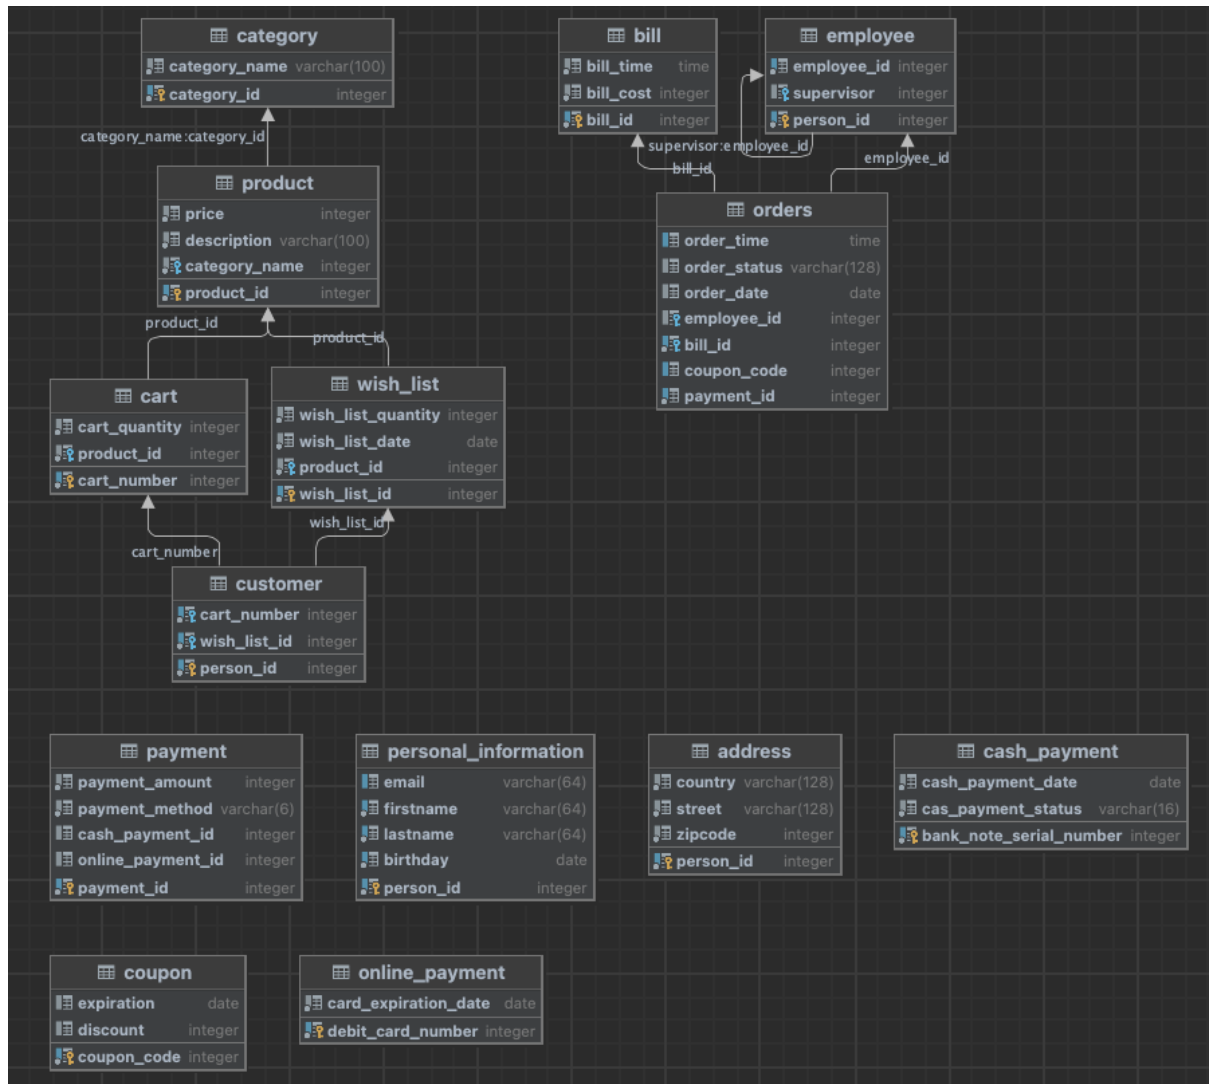 category
category_name varchar(100)
category_id integer
category_name:category_id
product
price integer
description varchar(100)
category_name integer
product_id integer
product_id
product_id
cart
cart_quantity integer
product_id integer
cart_number integer
wish_list
wish_list_quantity integer
wish_list_date date
product_id integer
wish_list_id integer
wish_list_id
cart_number
customer
cart_number integer
wish_list_id integer
person_id integer
bill
bill_time time
bill_cost integer
bill_id integer
employee
employee_id integer
supervisor integer
person_id integer
supervisor:employee_id
bill_id
employee_id
orders
order_time time
order_status varchar(128)
order_date date
employee_id integer
bill_id integer
coupon_code integer
payment_id integer
payment
payment_amount integer
payment_method varchar(6)
cash_payment_id integer
online_payment_id integer
payment_id integer
personal_information
email varchar(64)
firstname varchar(64)
lastname varchar(64)
birthday date
person_id integer
address
country varchar(128)
street varchar(128)
zipcode integer
person_id integer
cash_payment
cash_payment_date date
cas_payment_status varchar(16)
bank_note_serial_number integer
coupon
expiration date
discount integer
coupon_code integer
online_payment
card_expiration_date date
debit_card_number integer